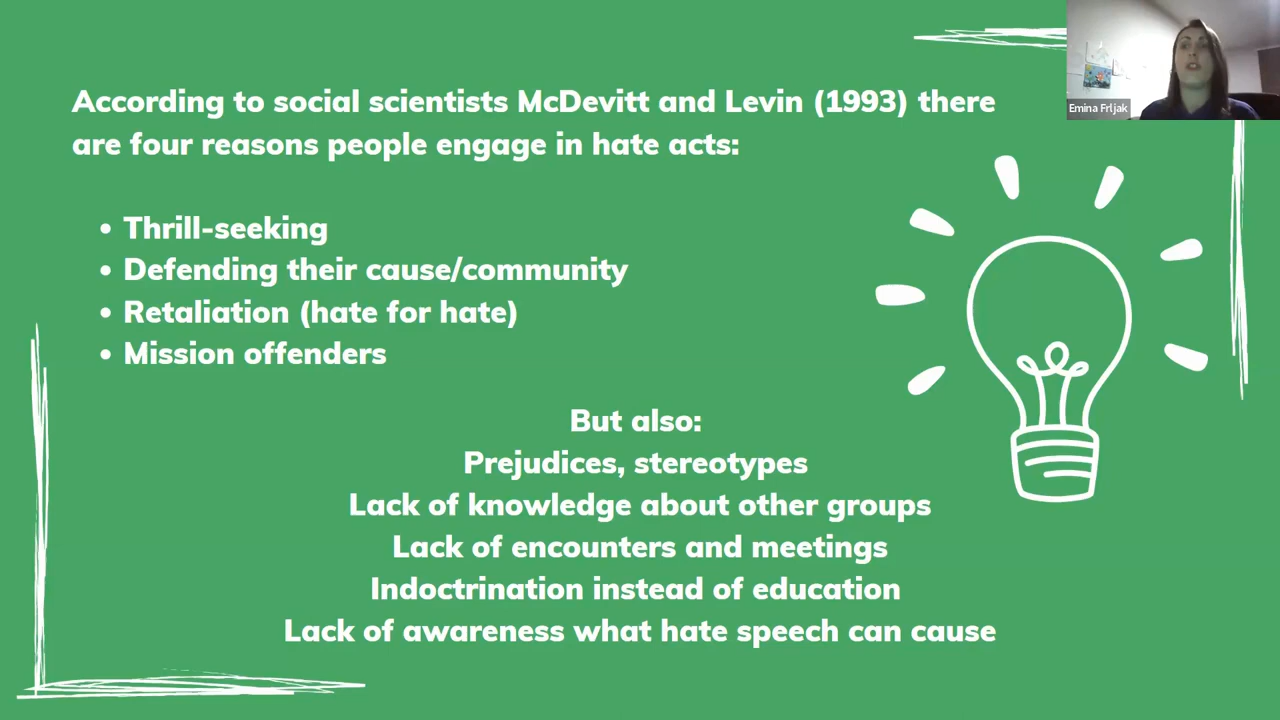 According to social scientists McDevitt and Levin (1993) there
are four reasons people engage in hate acts:
• Thrill-seeking
• Defending their cause/community
• Retaliation (hate for hate)
• Mission offenders
But also:
Prejudices, stereotypes
Lack of knowledge about other groups
Lack of encounters and meetings
Indoctrination instead of education
Lack of awareness what hate speech can cause
Emina Frljak